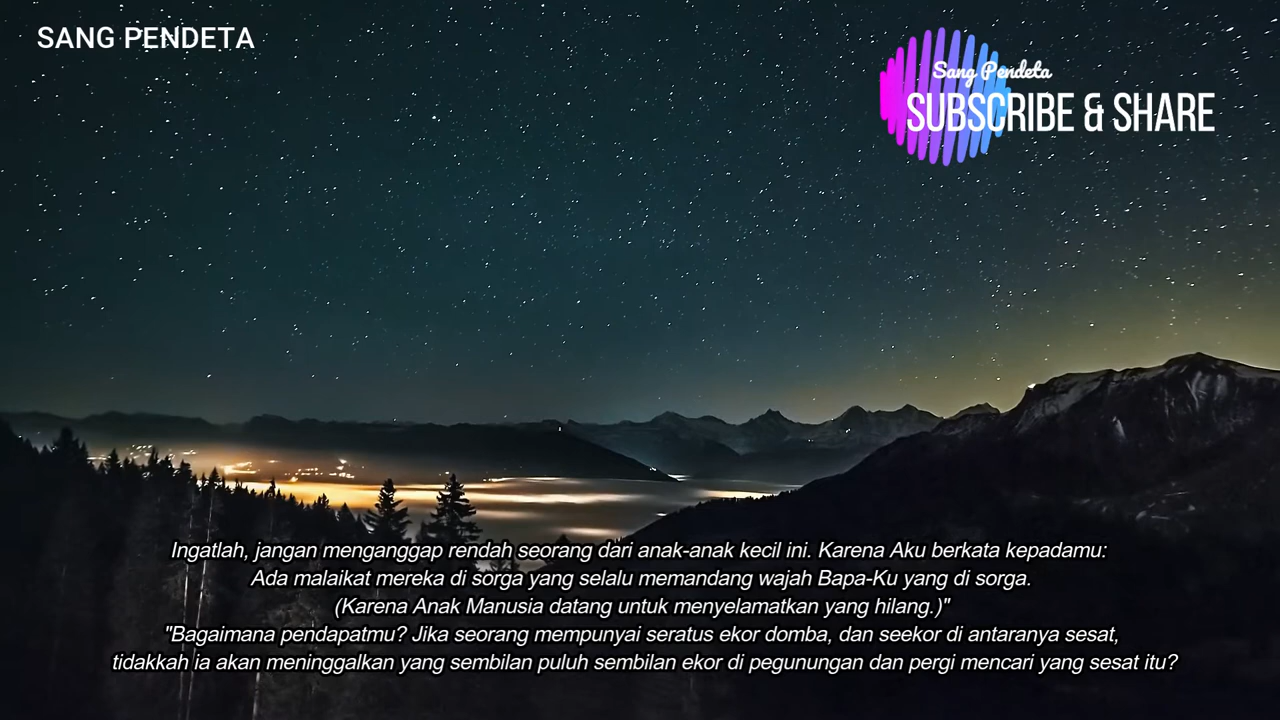 SANG PENDETA
Sang Pendeta
SUBSCRIBE & SHARE
Ingatlah, jangan menganggap rendah seorang dari anak-anak kecil ini. Karena Aku berkata kepadamu:
Ada malaikat mereka di sorga yang selalu memandang wajah Bapa-Ku yang di sorga.
(Karena Anak Manusia datang untuk menyelamatkan yang hilang.)"
"Bagaimana pendapatmu? Jika seorang mempunyai seratus ekor domba, dan seekor di antaranya sesat,
tidakkah ia akan meninggalkan yang sembilan puluh sembilan ekor di pegunungan dan pergi mencari yang sesat itu?